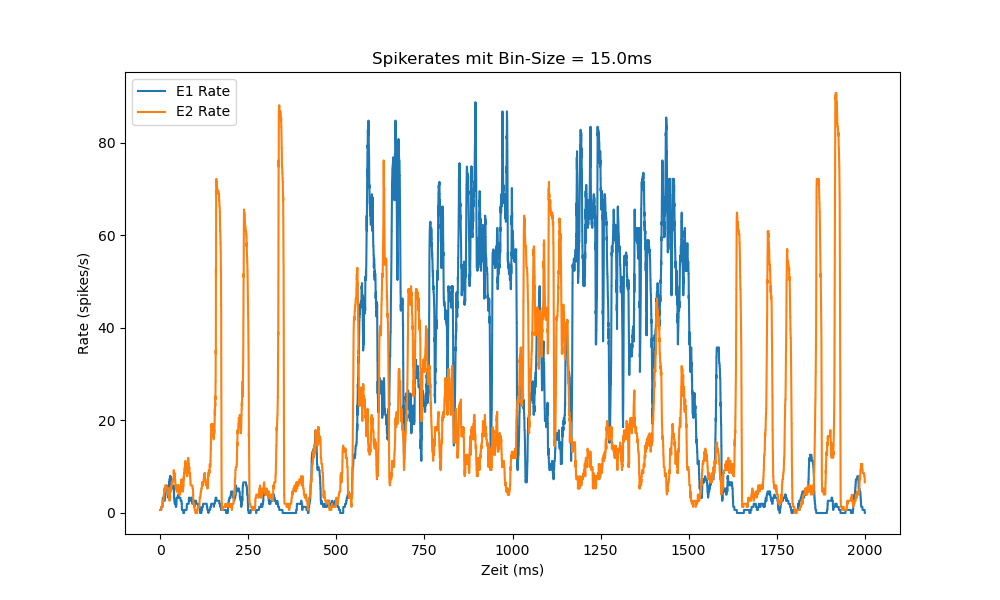 Spikerates mit Bin-Size = 15.0ms
E1 Rate
E2 Rate
80
60
40
20
0
Rate (spikes/s)
0 250 500 750 1000 1250 1500 1750 2000
Zeit (ms)